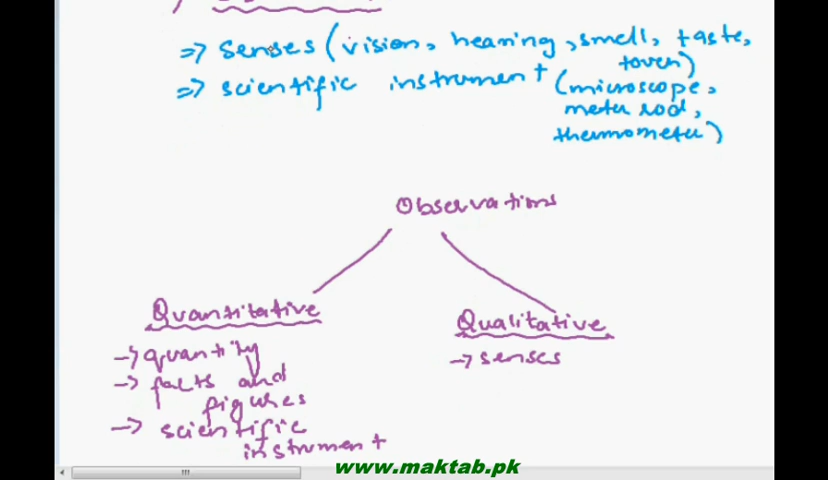 => senses (vision, hearing, smell, taste,
touch)
=> scientific instrument (microscope,
meter rod,
thermometer)
Observations
Quantitative
Qualitative
-> quantity
-> senses
-> facts and
figures
-> scientific
instrument
www.maktab.pk